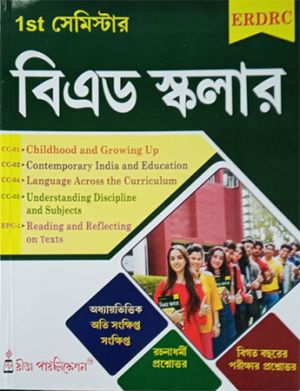 1st সেমিস্টার
ERDRC
বিএড স্কলার
CC-01 Childhood and Growing Up
CC-02 Contemporary India and Education
CC-04 Language Across the Curriculum
CC-05 Understanding Discipline
and Subjects
EPC-1 Reading and Reflecting
on Texts
অধ্যায়ভিত্তিক
অতি সংক্ষিপ্ত
সংক্ষিপ্ত
রচনাধর্মী
প্রশ্নোত্তর
বিগত বছরের
পরীক্ষার প্রশ্নোত্তর
রীতা পাবলিকেশন